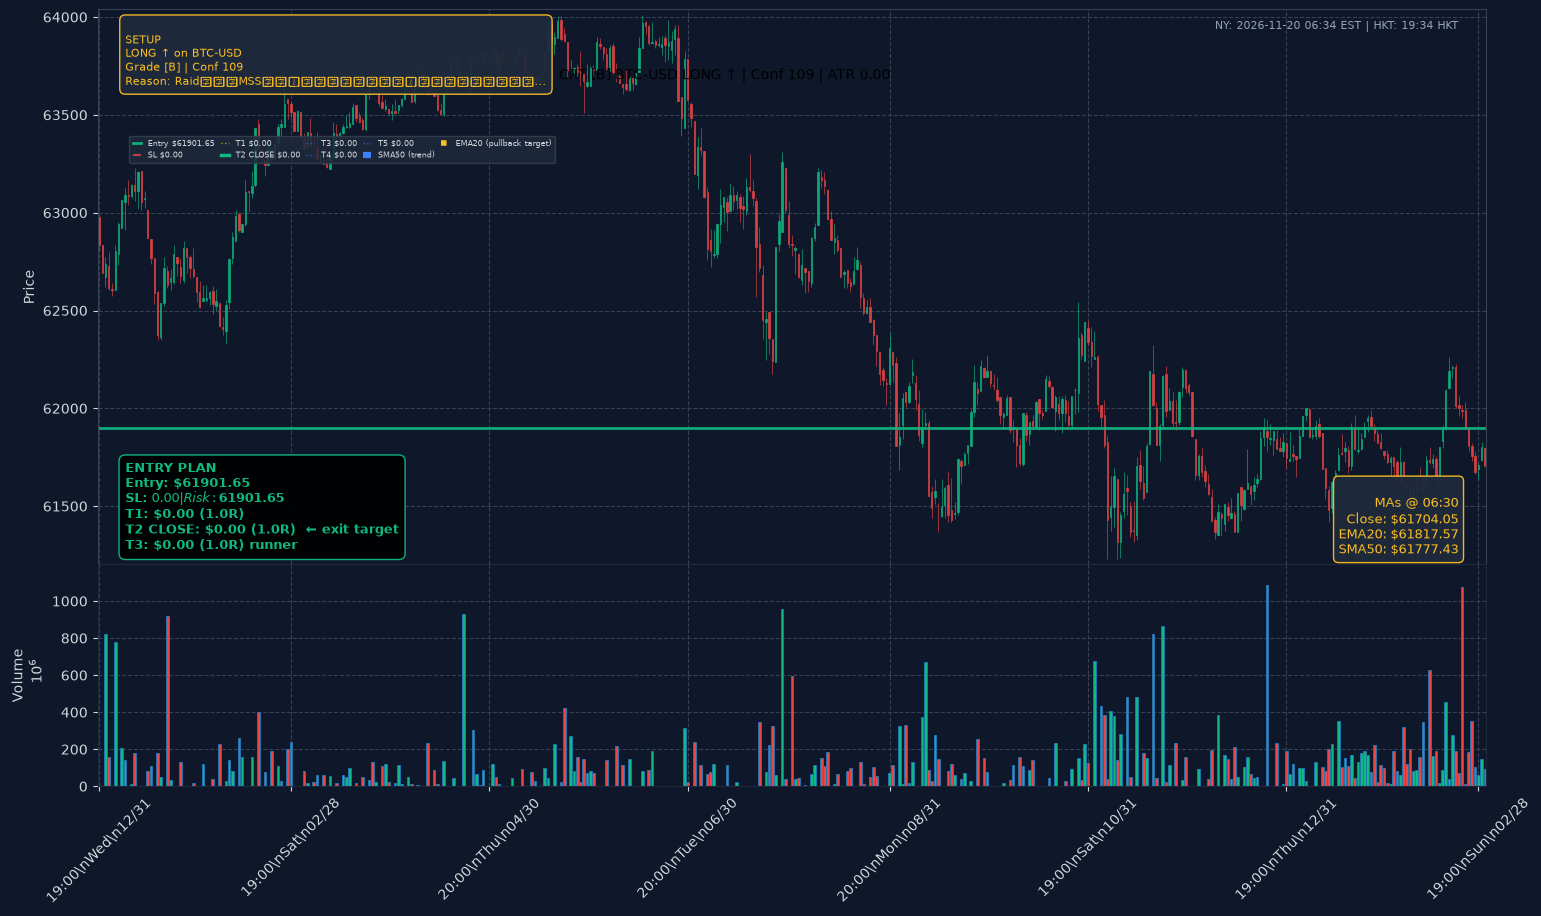 NY: 2026-11-20 06:34 EST | HKT: 19:34 HKT
SETUP
LONG ↑ on BTC-USD
Grade [B] | Conf 109
Reason: Raid□□□MSS□□□□□□□□□□□□□□□□□□□□□...
TC-USD LONG ↑ | Conf 109 | ATR 0.00
Entry $61901.65
SL $0.00
T1 $0.00
T2 CLOSE $0.00
T3 $0.00
T4 $0.00
T5 $0.00
SMA50 (trend)
EMA20 (pullback target)
Price
64000
63500
63000
62500
62000
61500
ENTRY PLAN
Entry: $61901.65
SL: 0.00|Risk:61901.65
T1: $0.00 (1.0R)
T2 CLOSE: $0.00 (1.0R) ← exit target
T3: $0.00 (1.0R) runner
MAs @ 06:30
Close: $61704.05
EMA20: $61817.57
SMA50: $61777.43
Volume
10⁶
1000
800
600
400
200
0
19:00\nWed\n12/31
19:00\nSat\n02/28
20:00\nThu\n04/30
20:00\nTue\n06/30
20:00\nMon\n08/31
19:00\nSat\n10/31
19:00\nThu\n12/31
19:00\nSun\n02/28